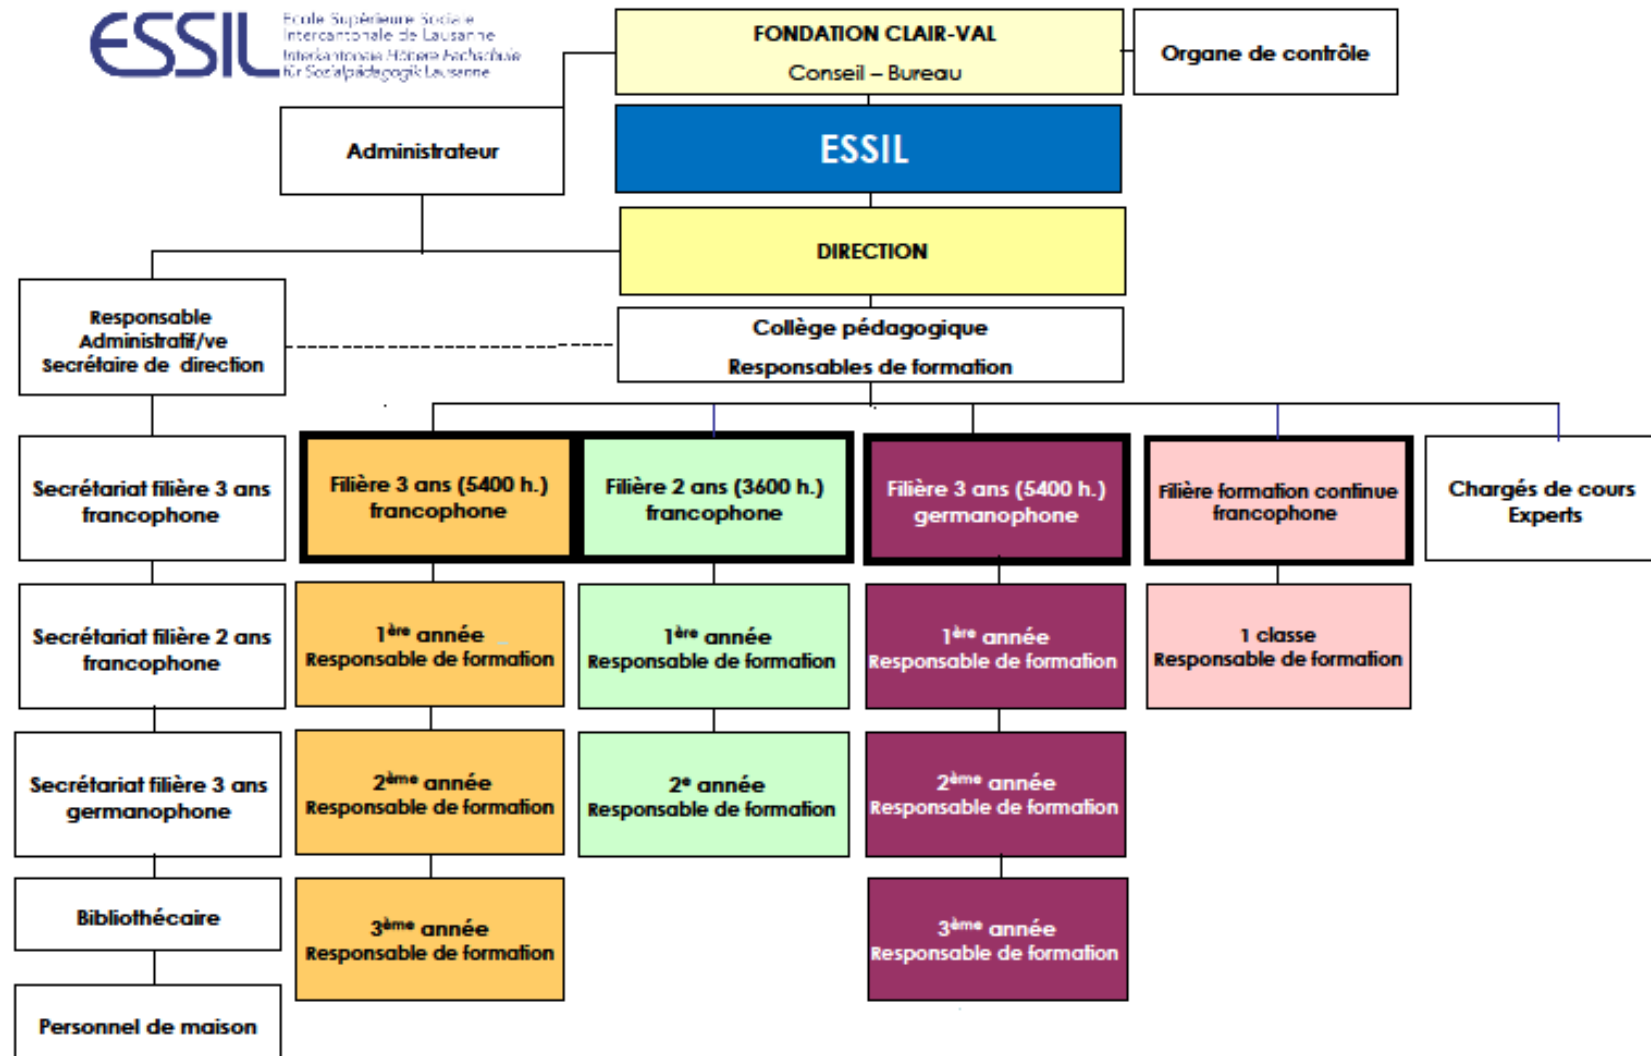 ESSIL
Ecole Supérieure Sociale
Intercantonale de Lausanne
Interkantonale Höhere Fachschule
für Sozialpädagogik Lausanne
FONDATION CLAIR-VAL
Conseil – Bureau
Organe de contrôle
Administrateur
ESSIL
DIRECTION
Responsable
Administratif/ve
Secrétaire de direction
Collège pédagogique
Responsables de formation
Secrétariat filière 3 ans
francophone
Filière 3 ans (5400 h.)
francophone
Filière 2 ans (3600 h.)
francophone
Filière 3 ans (5400 h.)
germanophone
Filière formation continue
francophone
Chargés de cours
Experts
Secrétariat filière 2 ans
francophone
1ère année
Responsable de formation
1ère année
Responsable de formation
1ère année
Responsable de formation
1 classe
Responsable de formation
Secrétariat filière 3 ans
germanophone
2ème année
Responsable de formation
2e année
Responsable de formation
2ème année
Responsable de formation
Bibliothécaire
3ème année
Responsable de formation
3ème année
Responsable de formation
Personnel de maison